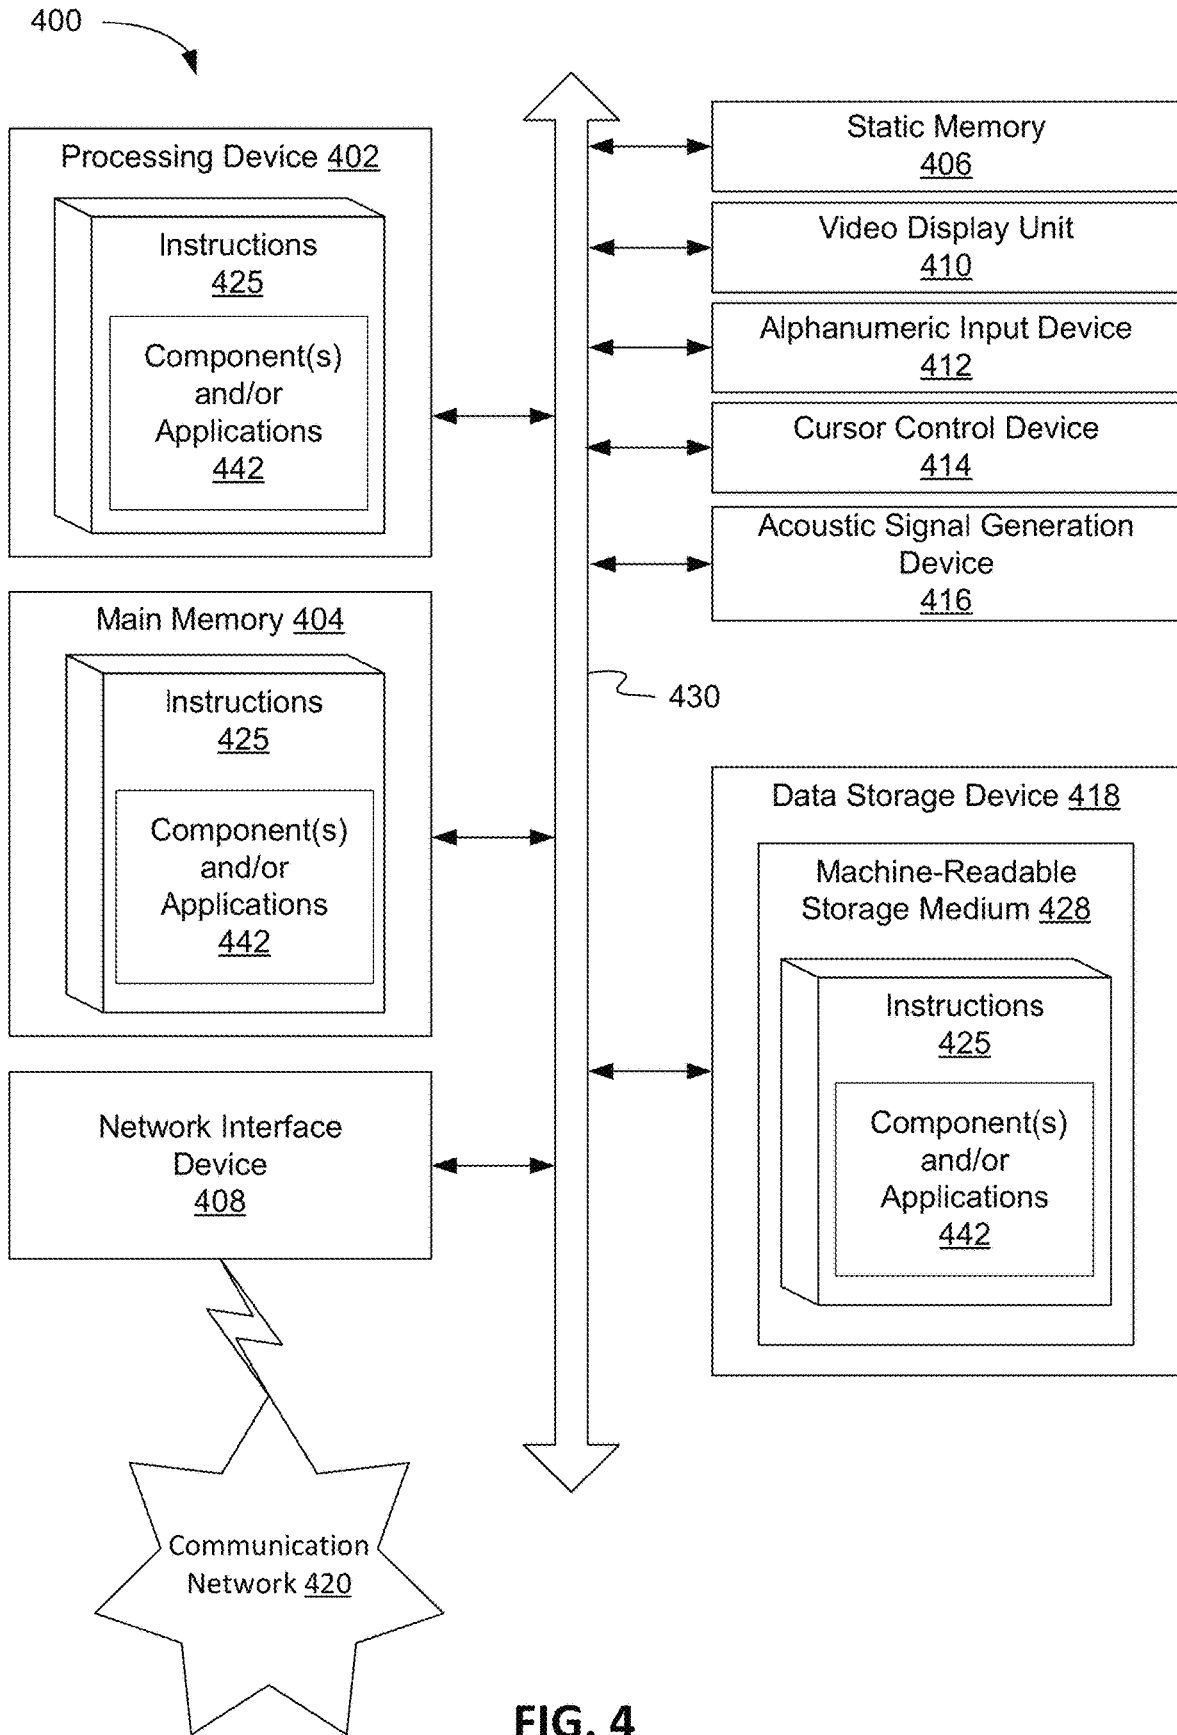 400
Processing Device 402
Instructions
425
Component(s)
and/or
Applications
442
Main Memory 404
Instructions
425
Component(s)
and/or
Applications
442
Network Interface
Device
408
Communication
Network 420
Static Memory
406
Video Display Unit
410
Alphanumeric Input Device
412
Cursor Control Device
414
Acoustic Signal Generation
Device
416
430
Data Storage Device 418
Machine-Readable
Storage Medium 428
Instructions
425
Component(s)
and/or
Applications
442
FIG. 4